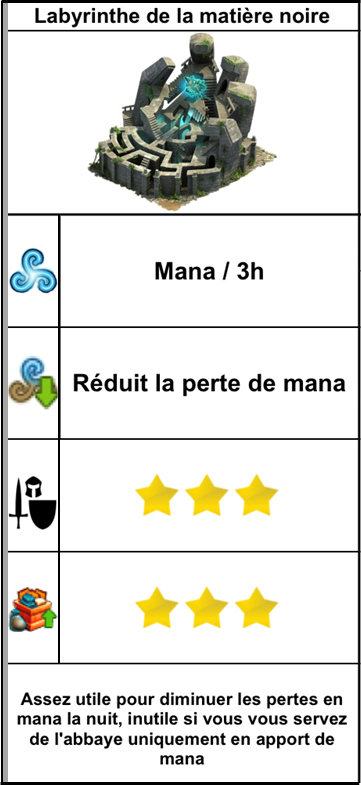 Labyrinthe de la matière noire
Mana / 3h
Réduit la perte de mana
Assez utile pour diminuer les pertes en
mana la nuit, inutile si vous vous servez
de l'abbaye uniquement en apport de
mana